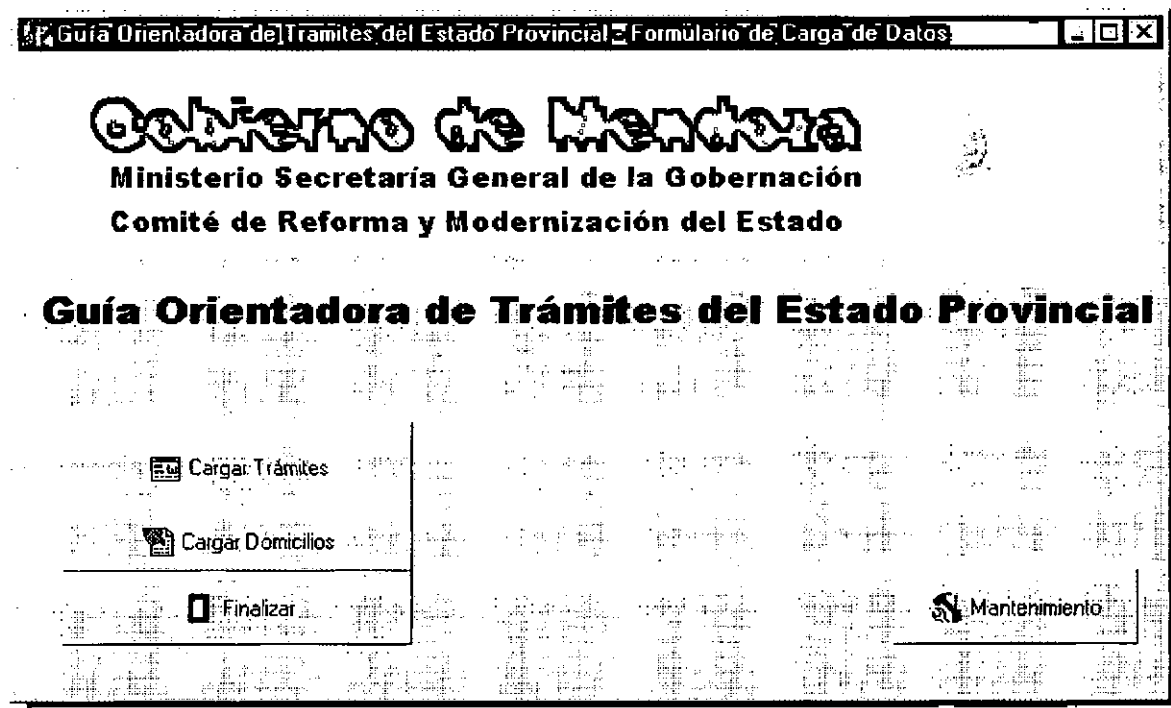 Guía Orientadora de Tramites del Estado Provincial - Formulario de Carga de Datos
Gobierno de Mendoza
Ministerio Secretaría General de la Gobernación
Comité de Reforma y Modernización del Estado
Guía Orientadora de Trámites del Estado Provincial
Cargar Trámites
Cargar Domicilios
Finalizar
Mantenimiento